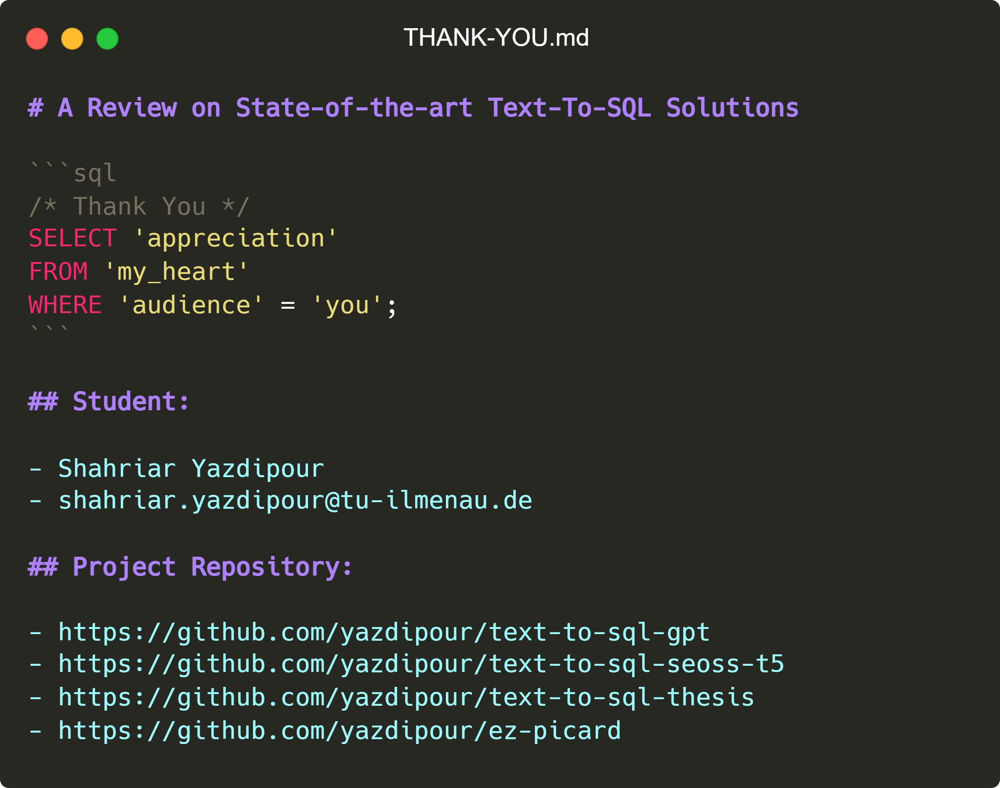 THANK-YOU.md
# A Review on State-of-the-art Text-To-SQL Solutions
```sql
/* Thank You */
SELECT 'appreciation'
FROM 'my_heart'
WHERE 'audience' = 'you';
```
## Student:
- Shahriar Yazdipour
- shahriar.yazdipour@tu-ilmenau.de
## Project Repository:
- https://github.com/yazdipour/text-to-sql-gpt
- https://github.com/yazdipour/text-to-sql-seoss-t5
- https://github.com/yazdipour/text-to-sql-thesis
- https://github.com/yazdipour/ez-picard